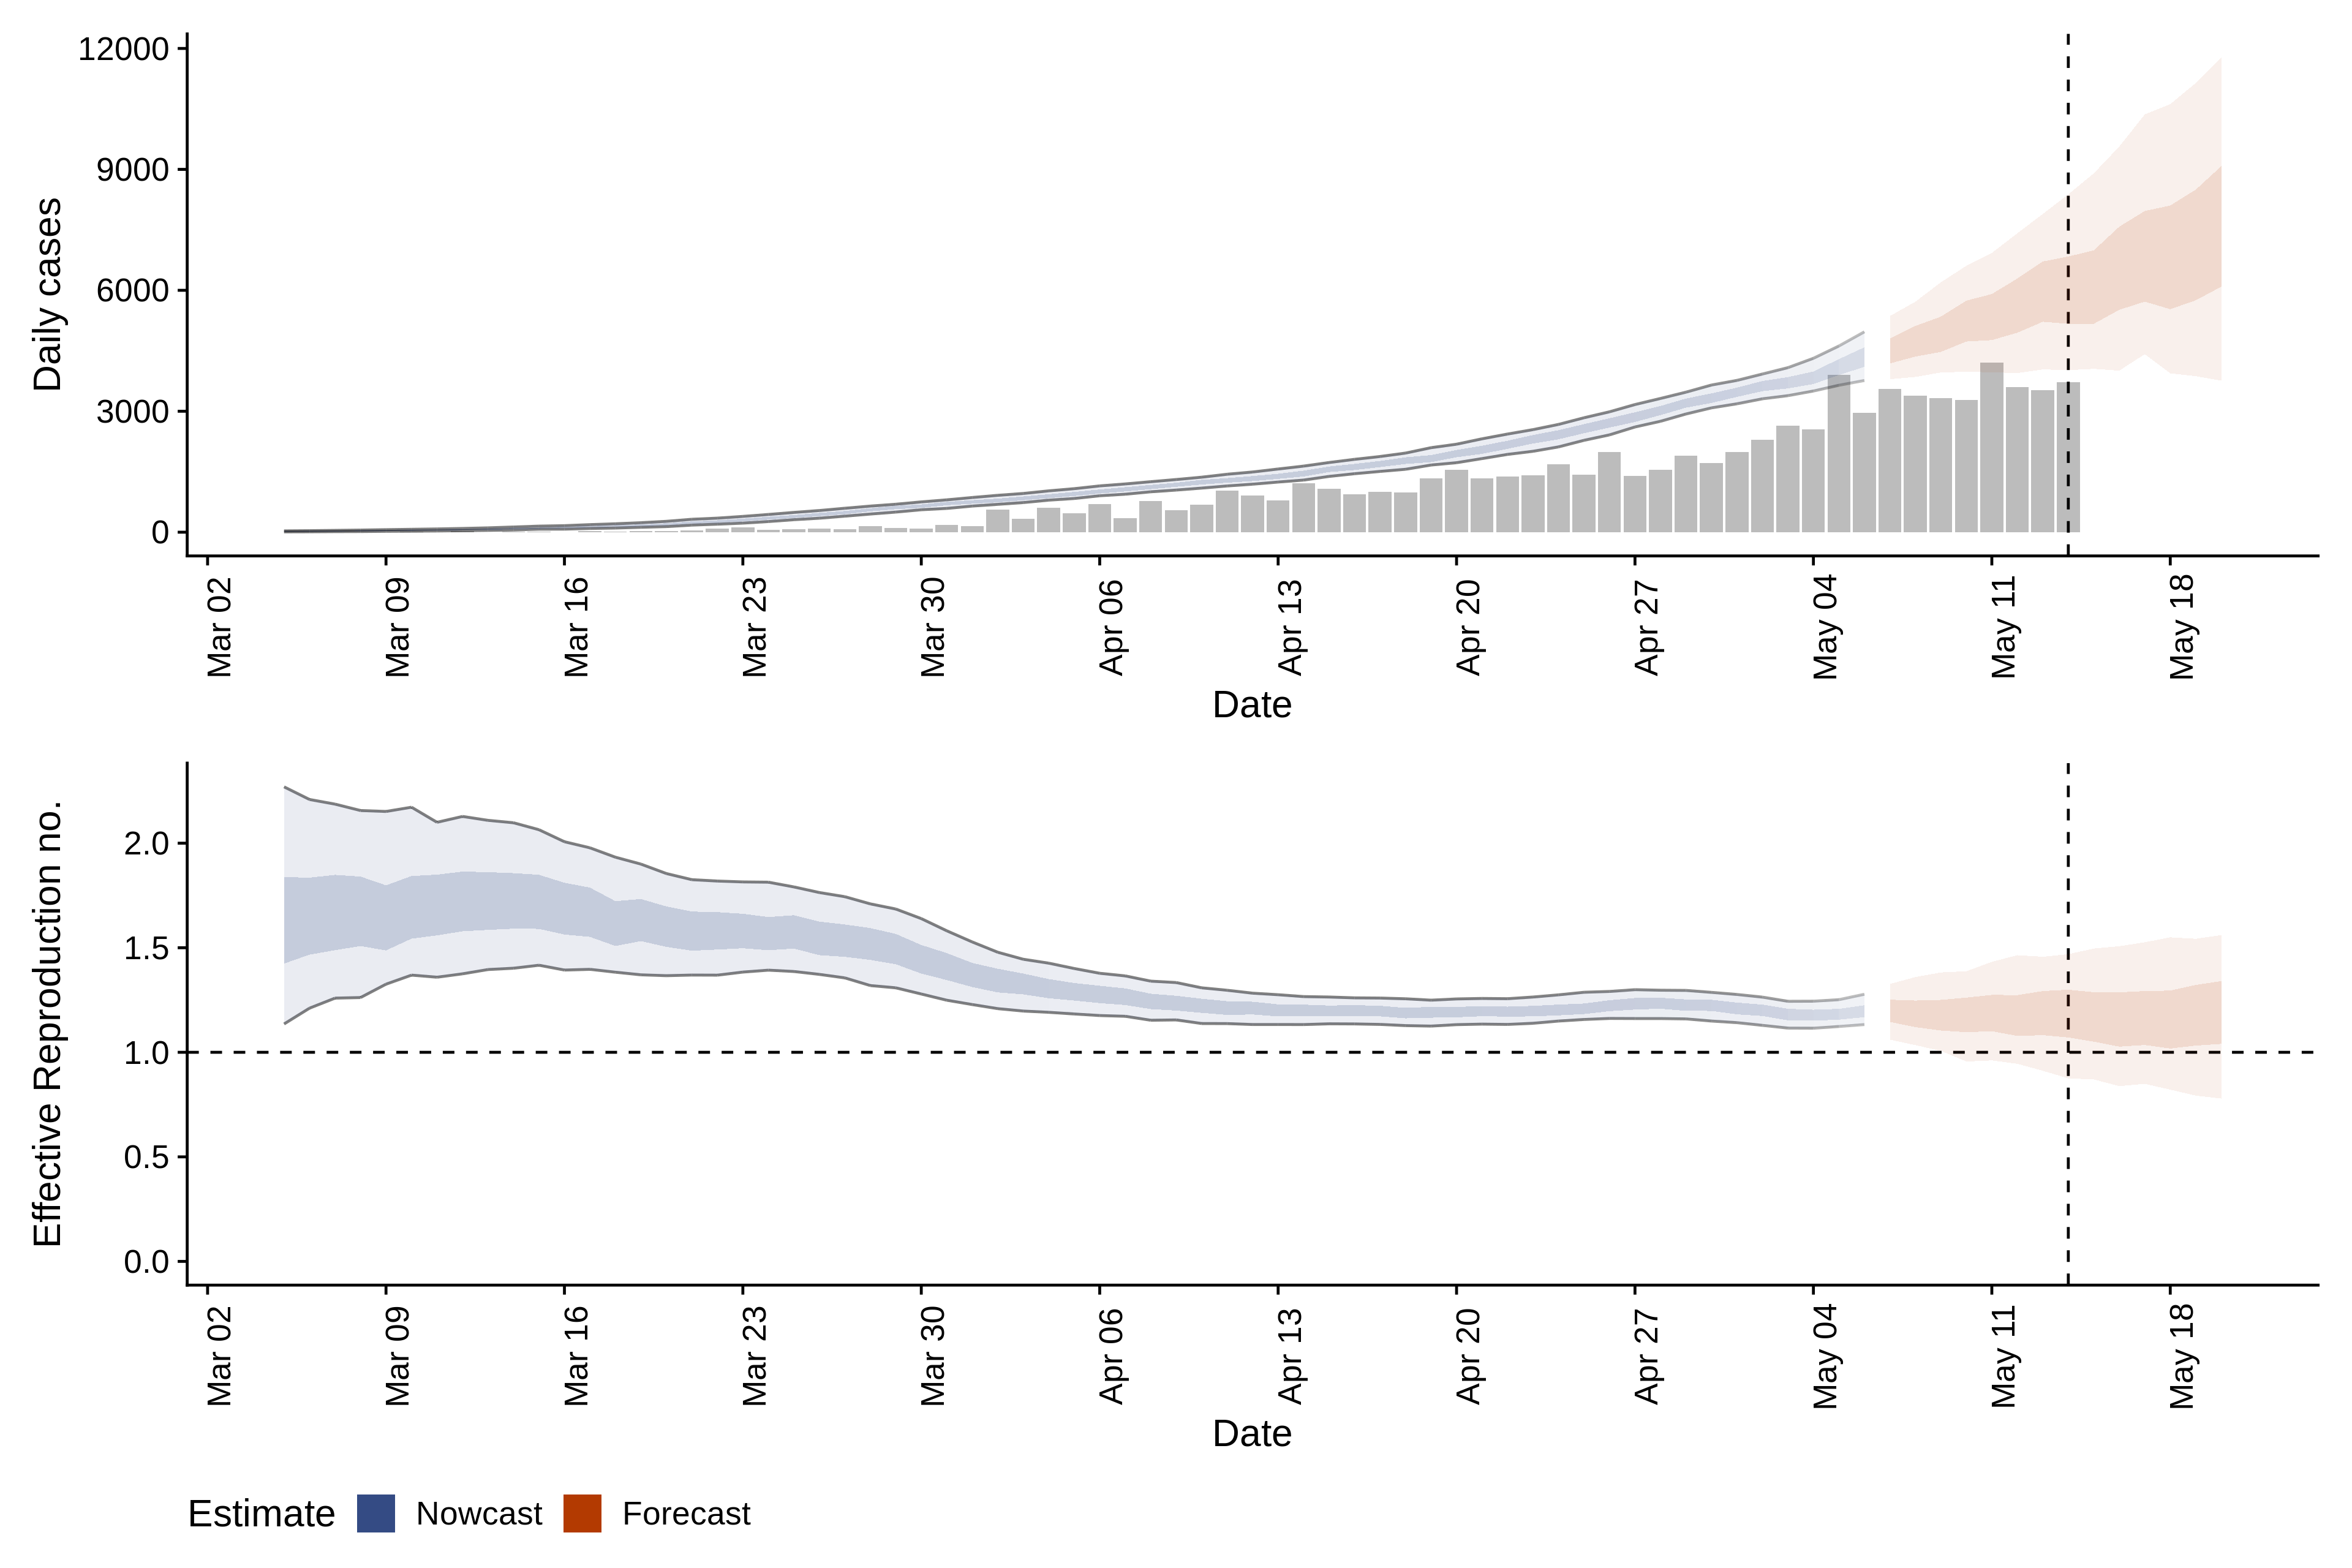 Daily cases
12000
9000
6000
3000
0
Mar 02
Mar 09
Mar 16
Mar 23
Mar 30
Apr 06
Apr 13
Apr 20
Apr 27
May 04
May 11
May 18
Date
Effective Reproduction no.
2.0
1.5
1.0
0.5
0.0
Mar 02
Mar 09
Mar 16
Mar 23
Mar 30
Apr 06
Apr 13
Apr 20
Apr 27
May 04
May 11
May 18
Date
Estimate Nowcast Forecast